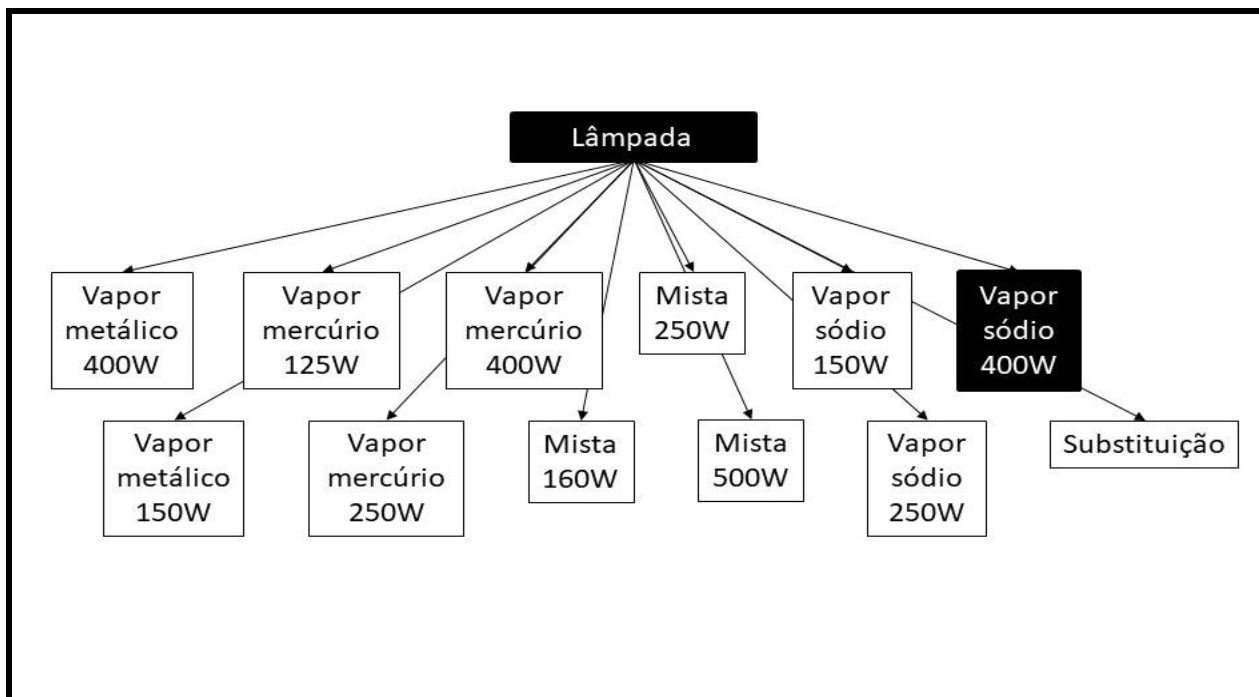 Lâmpada
Vapor
metálico
400W
Vapor
mercúrio
125W
Vapor
mercúrio
400W
Mista
250W
Vapor
sódio
150W
Vapor
sódio
400W
Vapor
metálico
150W
Vapor
mercúrio
250W
Mista
160W
Mista
500W
Vapor
sódio
250W
Substituição